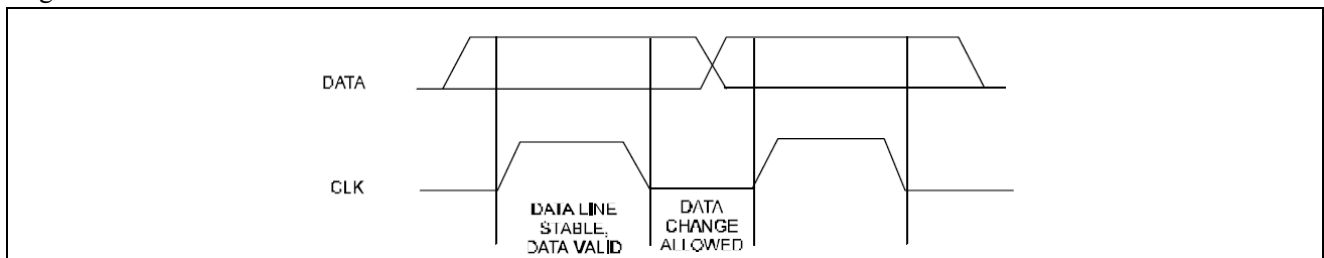 DATA
CLK
DATA LINE
STABLE,
DATA VALID
DATA
CHANGE
ALLOWED